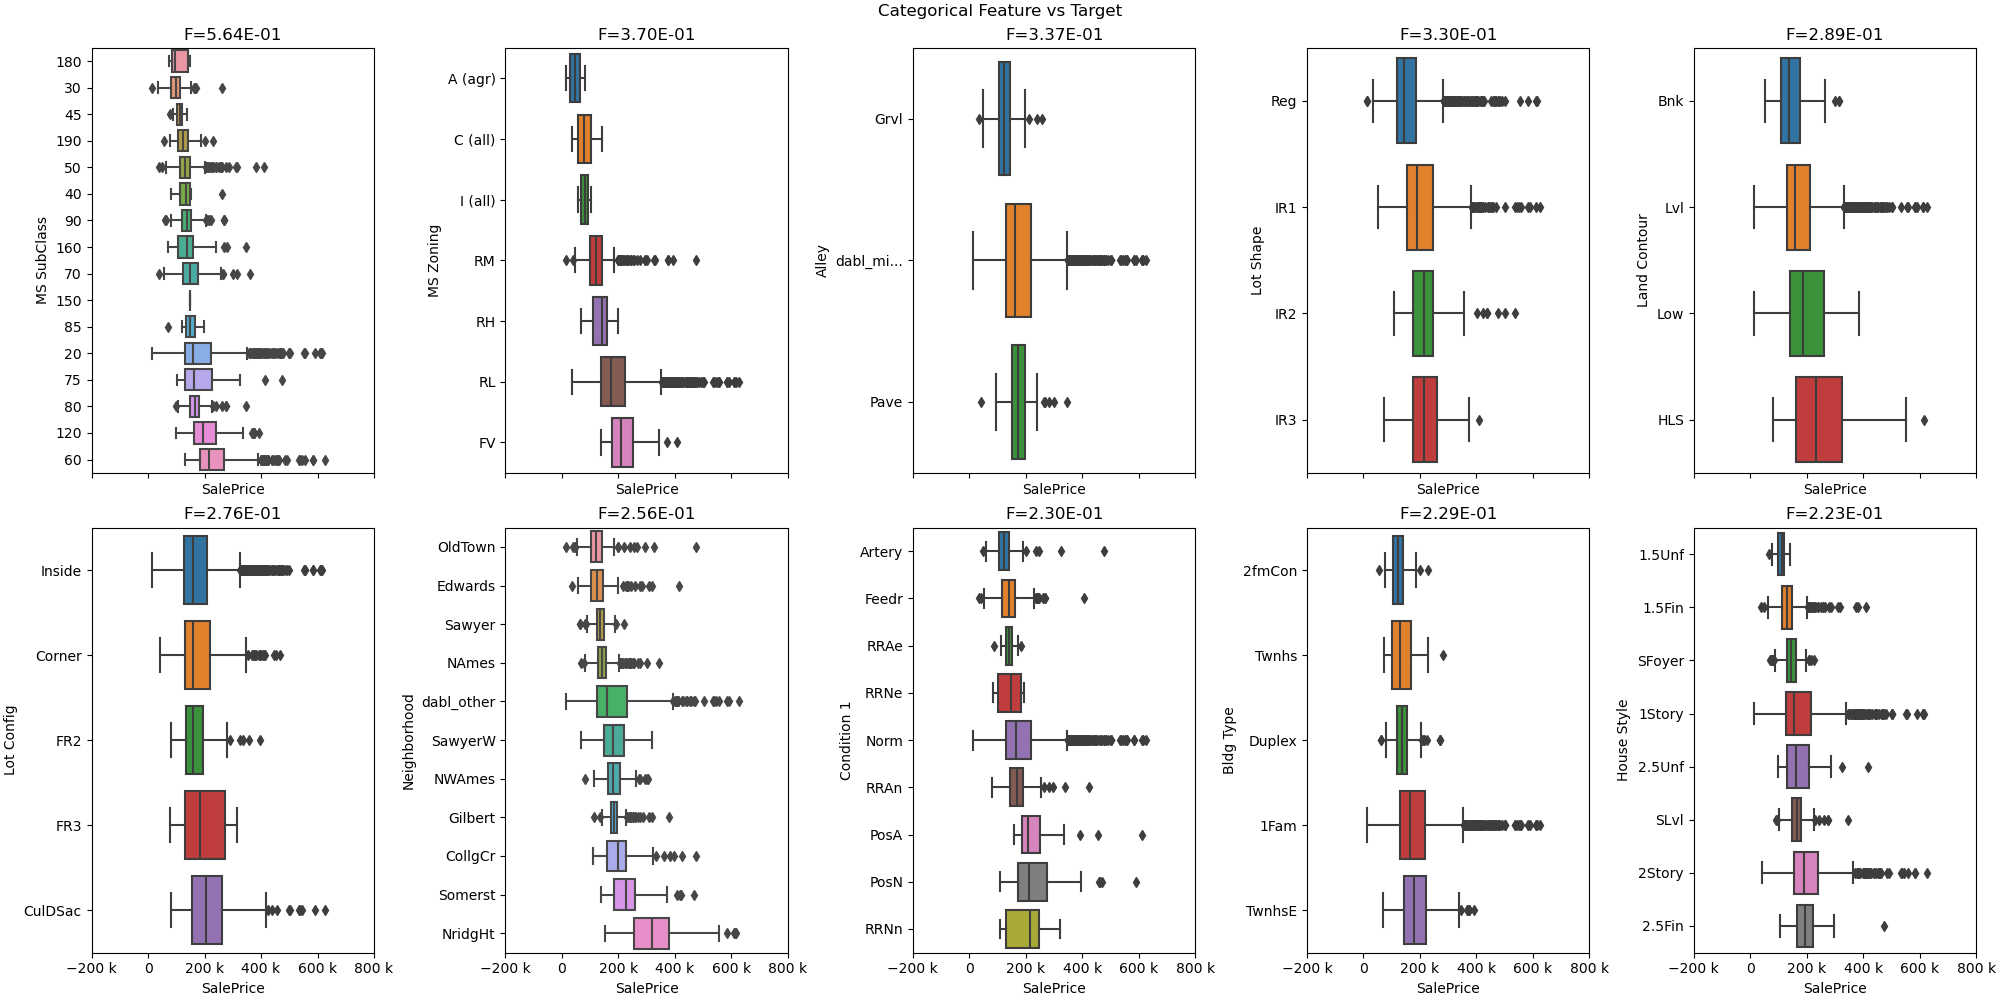 Categorical Feature vs Target
F=5.64E-01
MS SubClass
180
30
45
190
50
40
90
160
70
150
85
20
75
80
120
60
SalePrice
F=3.70E-01
MS Zoning
A (agr)
C (all)
I (all)
RM
RH
RL
FV
SalePrice
F=3.37E-01
Alley
Grvl
dabl_mi...
Pave
SalePrice
F=3.30E-01
Lot Shape
Reg
IR1
IR2
IR3
SalePrice
F=2.89E-01
Land Contour
Bnk
Lvl
Low
HLS
SalePrice
F=2.76E-01
Lot Config
Inside
Corner
FR2
FR3
CulDSac
−200 k 0 200 k 400 k 600 k 800 k
SalePrice
F=2.56E-01
Neighborhood
OldTown
Edwards
Sawyer
NAmes
dabl_other
SawyerW
NWAmes
Gilbert
CollgCr
Somerst
NridgHt
−200 k 0 200 k 400 k 600 k 800 k
SalePrice
F=2.30E-01
Condition 1
Artery
Feedr
RRAe
RRNe
Norm
RRAn
PosA
PosN
RRNn
−200 k 0 200 k 400 k 600 k 800 k
SalePrice
F=2.29E-01
Bldg Type
2fmCon
Twnhs
Duplex
1Fam
TwnhsE
−200 k 0 200 k 400 k 600 k 800 k
SalePrice
F=2.23E-01
House Style
1.5Unf
1.5Fin
SFoyer
1Story
2.5Unf
SLvl
2Story
2.5Fin
−200 k 0 200 k 400 k 600 k 800 k
SalePrice